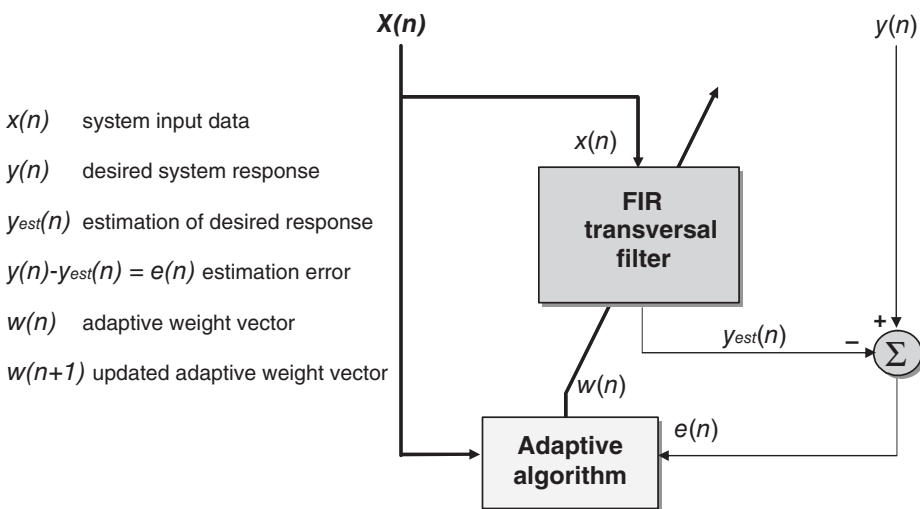 X(n)
y(n)
x(n) system input data
y(n) desired system response
yest(n) estimation of desired response
y(n)-yest(n) = e(n) estimation error
w(n) adaptive weight vector
w(n+1) updated adaptive weight vector
x(n)
FIR
transversal
filter
+
−
yest(n)
Σ
w(n)
e(n)
Adaptive
algorithm